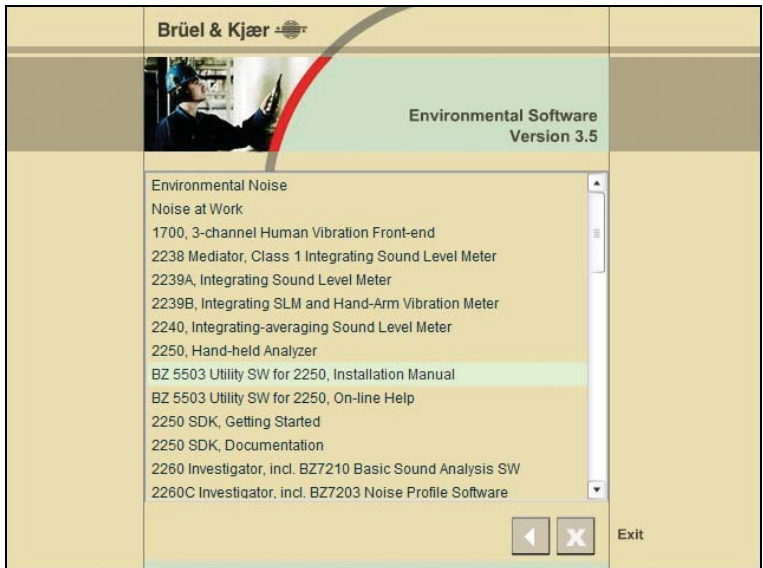 Brüel & Kjær
Environmental Software
Version 3.5
Environmental Noise
Noise at Work
1700, 3-channel Human Vibration Front-end
2238 Mediator, Class 1 Integrating Sound Level Meter
2239A, Integrating Sound Level Meter
2239B, Integrating SLM and Hand-Arm Vibration Meter
2240, Integrating-averaging Sound Level Meter
2250, Hand-held Analyzer
BZ 5503 Utility SW for 2250, Installation Manual
BZ 5503 Utility SW for 2250, On-line Help
2250 SDK, Getting Started
2250 SDK, Documentation
2260 Investigator, incl. BZ7210 Basic Sound Analysis SW
2260C Investigator, incl. BZ7203 Noise Profile Software
Exit